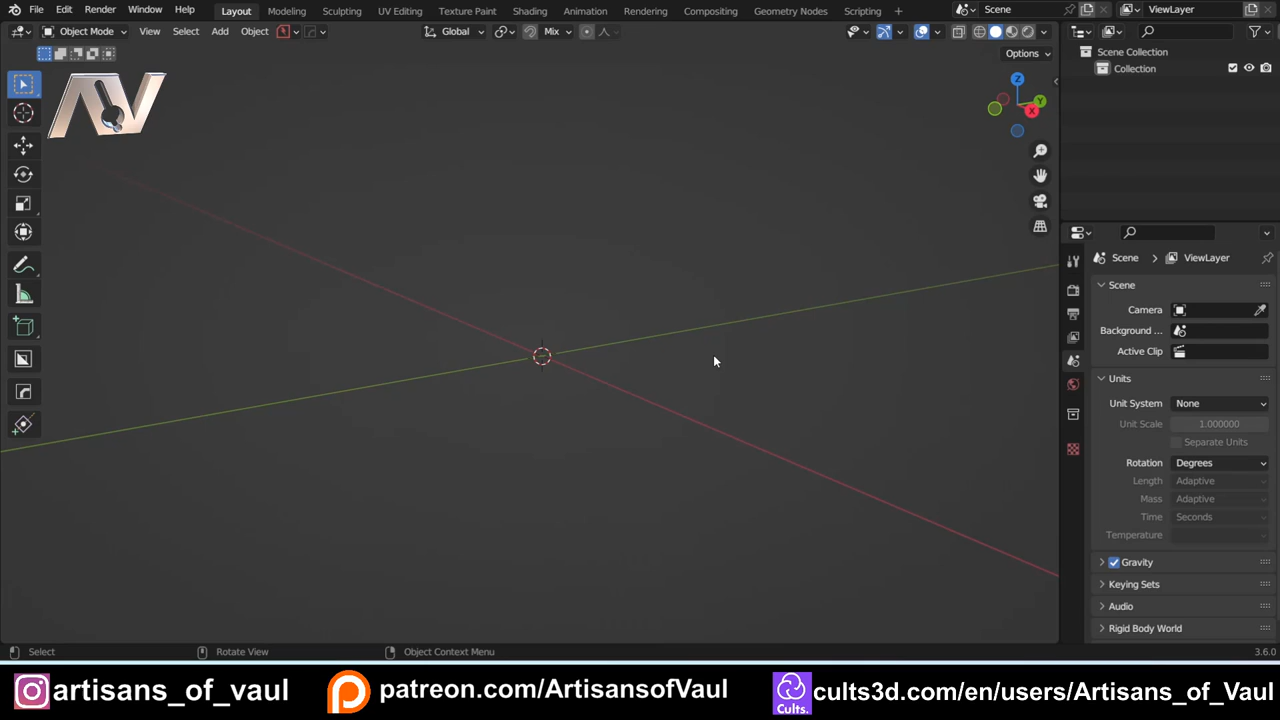 File Edit Render Window Help Layout Modeling Sculpting UV Editing Texture Paint Shading Animation Rendering Compositing Geometry Nodes Scripting + Scene ViewLayer
Object Mode View Select Add Object Global Mix
Options
Scene Collection
Collection
Z
Y
X
AV
Scene > ViewLayer
Scene
Camera
Background ...
Active Clip
Units
Unit System None
Unit Scale 1.000000
Separate Units
Rotation Degrees
Length Adaptive
Mass Adaptive
Time Seconds
Temperature
Gravity
Keying Sets
Audio
Rigid Body World
Select Rotate View Object Context Menu 3.6.0
artisans_of_vaul patreon.com/ArtisansofVaul Cults. cults3d.com/en/users/Artisans_of_Vaul